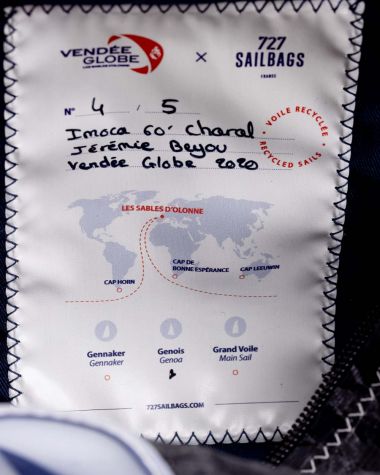 VENDÉE
GLOBE
LES SABLES D'OLONNE
×
727
SAILBAGS
FRANCE
N° 4 / 5
Imoca 60' Charal
Jérémie Beyou
Vendée Globe 2020
VOILE RECYCLÉE
RECYCLED SAILS
LES SABLES D'OLONNE
CAP DE
BONNE ESPÉRANCE
CAP LEEUWIN
CAP HORN
Gennaker
Gennaker
Genois
Genoa
Grand Voile
Main Sail
727SAILBAGS.COM